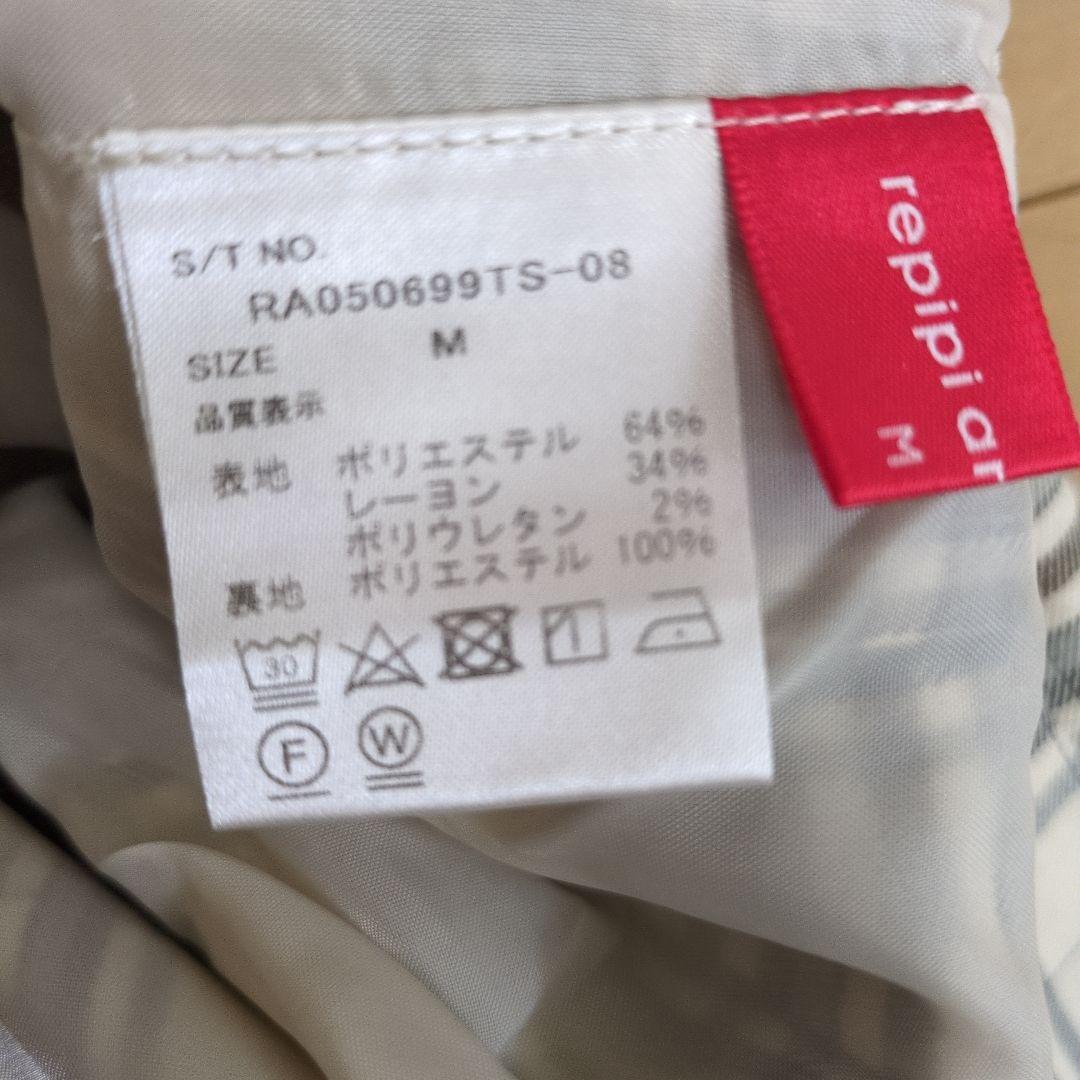 S/T NO.
RA050699TS-08
SIZE M
品質表示
表地 ポリエステル 64%
レーヨン 34%
ポリウレタン 2%
裏地 ポリエステル 100%
30
F W
repipi ar
M